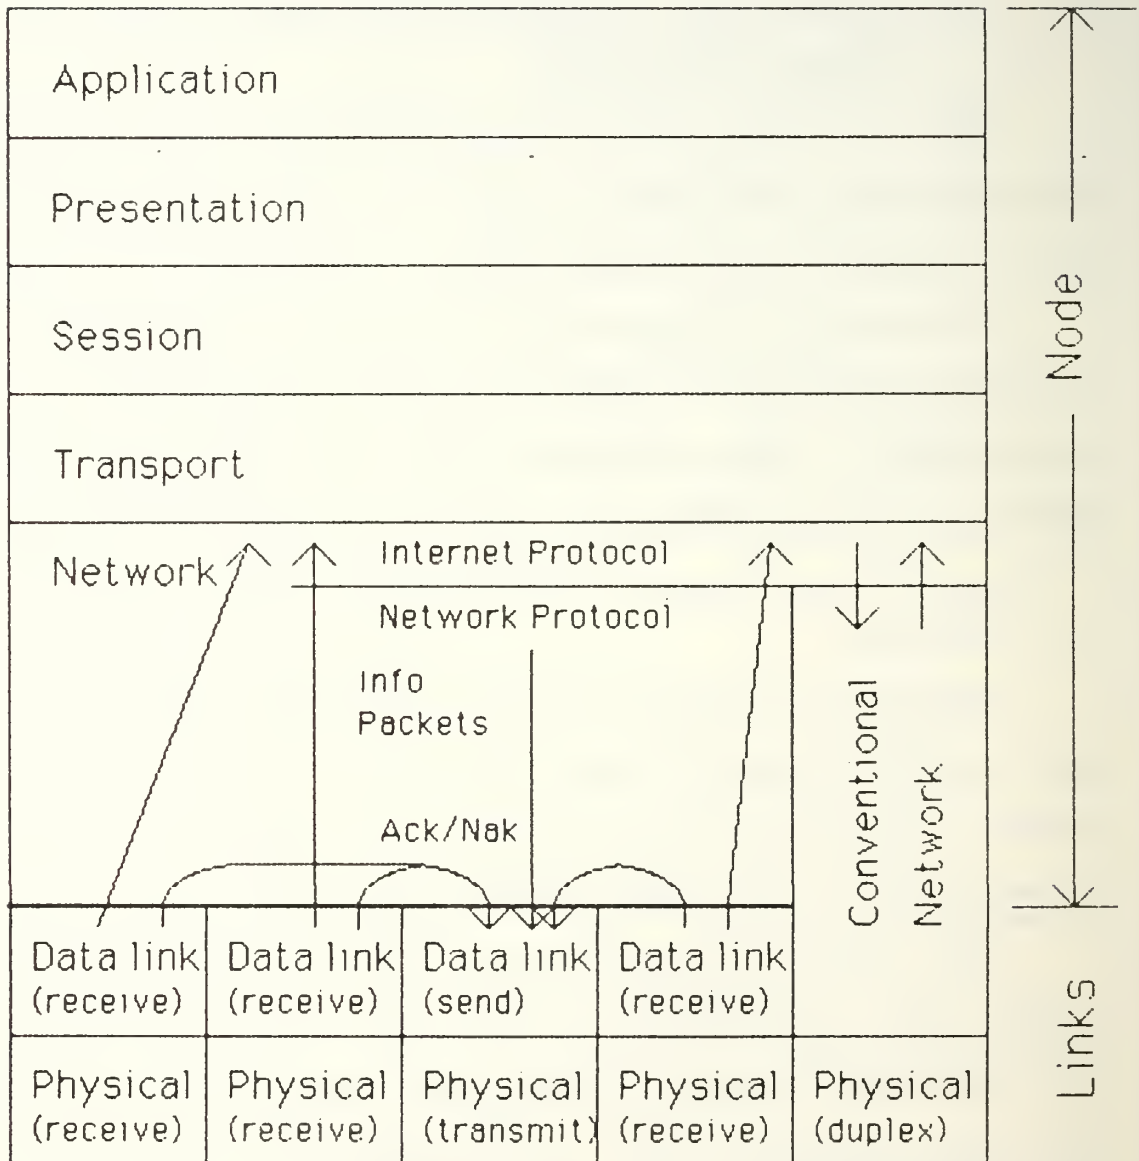 Application
Presentation
Session
Transport
Network
Internet Protocol
Network Protocol
Info
Packets
Ack/Nak
Conventional
Network
Data link
(receive)
Data link
(receive)
Data link
(send)
Data link
(receive)
Physical
(receive)
Physical
(receive)
Physical
(transmit)
Physical
(receive)
Physical
(duplex)
Node
Links